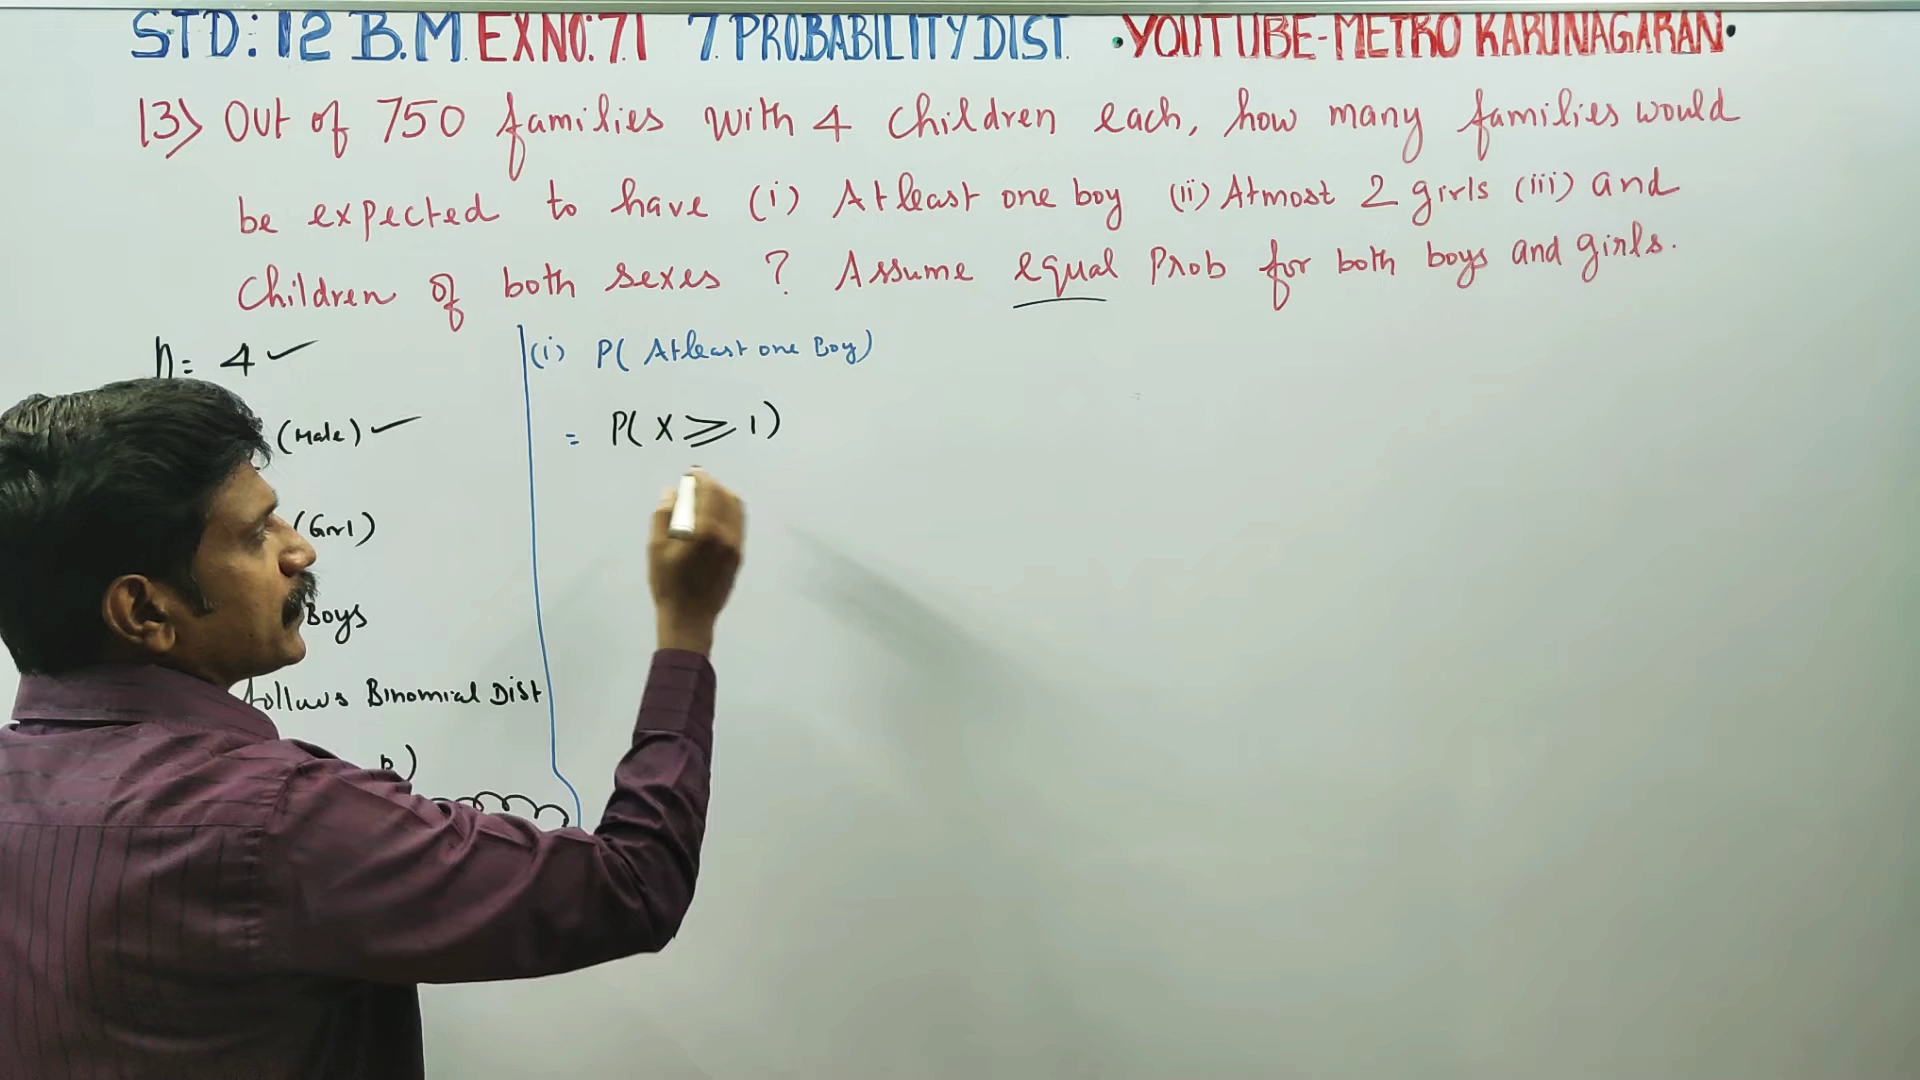 STD: 12 B.M. EX NO: 7.1 7. PROBABILITY DIST. • YOUTUBE-METRO KARUNAGARAN •
13) Out of 750 families with 4 children each, how many families would
be expected to have (i) Atleast one boy (ii) Atmost 2 girls (iii) and
children of both sexes ? Assume equal Prob for both boys and girls.
n = 4
(Male)
(Girl)
Boys
follows Binomial Dist
P)
(i) P( Atleast one Boy)
= P( X ⩾ 1)